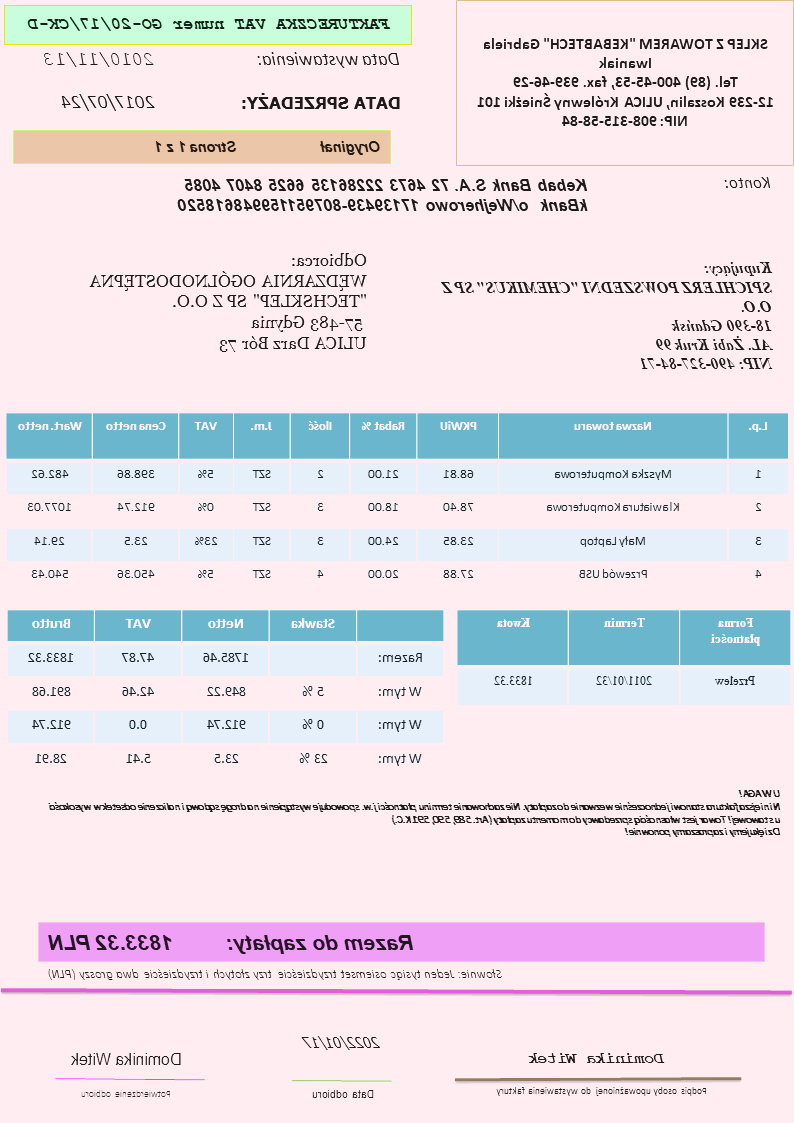 SKLEP Z TOWAREM "KEBABTECH" Gabriela
Iwaniak
Tel. (89) 400-45-53, fax. 939-46-29
12-239 Koszalin, ULICA Królewny Śnieżki 101
NIP: 908-315-58-84
FAKTURECZKA VAT numer GO-20/17/CK-D
Data wystawienia: 2010/11/13
DATA SPRZEDAŻY: 2017/07/24
Oryginał Strona 1 z 1
Konto: Kebab Bank S.A. 72 4673 22286135 6625 8407 4085
kBank o/Wejherowo 17139439-807951159948618520
Kupujący:
SPICHLERZ POWSZEDNI "CHEMIKUS" SP Z
O.O.
18-390 Gdańsk
AL. Żabi Kruk 99
NIP: 490-327-84-71
Odbiorca:
WĘDZARNIA OGÓLNODOSTĘPNA
"TECHSKLEP" SP Z O.O.
57-483 Gdynia
ULICA Darz Bór 73
L.p. Nazwa towaru PKWiU Rabat % Ilość J.m. VAT Cena netto Wart. netto
1 Myszka Komputerowa 68.81 21.00 2 SZT 5% 398.86 482.62
2 Klawiatura Komputerowa 78.40 18.00 3 SZT 0% 912.74 1077.03
3 Mały Laptop 23.85 24.00 3 SZT 23% 23.5 29.14
4 Przewód USB 27.88 20.00 4 SZT 5% 450.36 540.43
Forma płatności Termin Kwota
Przelew 2011/01/32 1833.32
Stawka Netto VAT Brutto
Razem: 1785.46 47.87 1833.32
W tym: 5 % 849.22 42.46 891.68
W tym: 0 % 912.74 0.0 912.74
W tym: 23 % 23.5 5.41 28.91
UWAGA!
Niniejsza faktura stanowi jednocześnie wezwanie do zapłaty. Nie zachowanie terminu płatności j.w. spowoduje wystąpienie na drogę sądową i naliczenie odsetek w wysokości
ustawowej! Towar jest własnością sprzedawcy do momentu zapłaty (Art. 589, 590, 591 K.C.)
Dziękujemy i zapraszamy ponownie!
Razem do zapłaty: 1833.32 PLN
Słownie: Jeden tysiąc osiemset trzydzieście trzy złotych i trzydzieście dwa groszy (PLN)
Dominika Witek
Podpis osoby upoważnionej do wystawienia faktury
2022/01/17
Data odbioru
Dominika Witek
Potwierdzenie odbioru